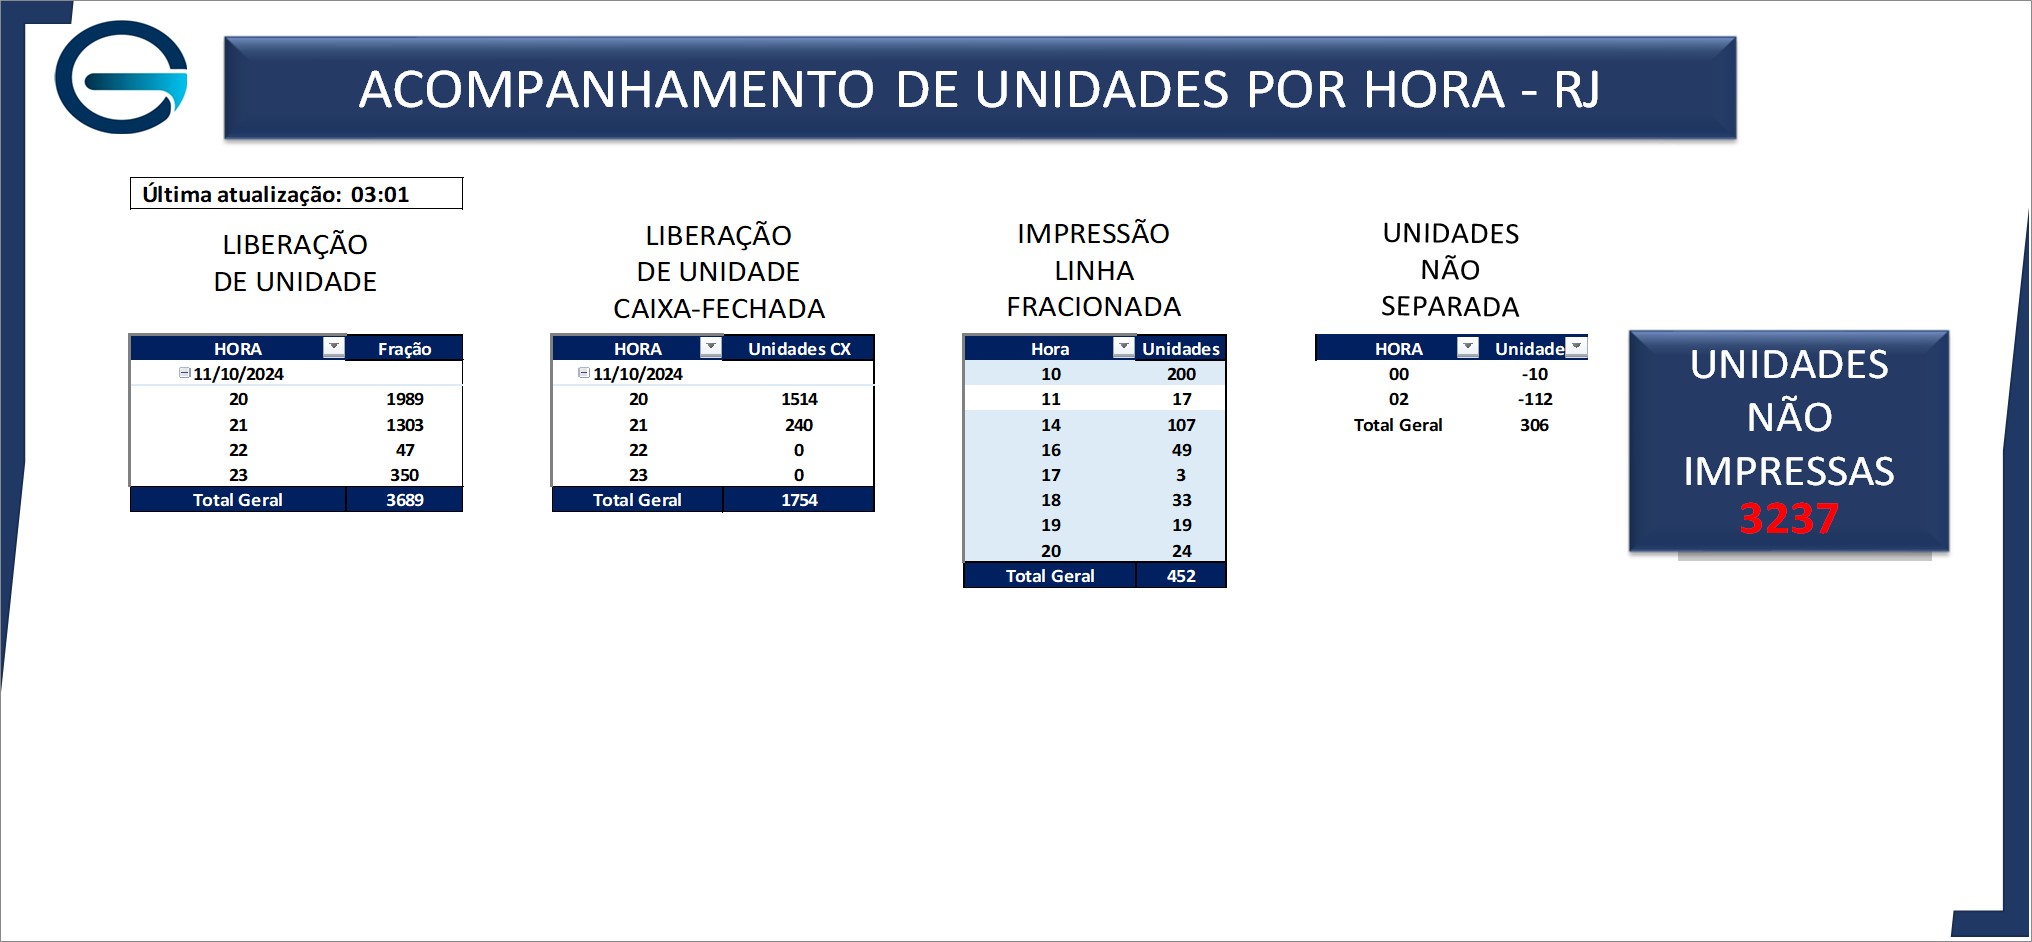 ACOMPANHAMENTO DE UNIDADES POR HORA - RJ
Última atualização: 03:01
LIBERAÇÃO
DE UNIDADE
HORA Fração
11/10/2024
20 1989
21 1303
22 47
23 350
Total Geral 3689
LIBERAÇÃO
DE UNIDADE
CAIXA-FECHADA
HORA Unidades CX
11/10/2024
20 1514
21 240
22 0
23 0
Total Geral 1754
IMPRESSÃO
LINHA
FRACIONADA
Hora Unidades
10 200
11 17
14 107
16 49
17 3
18 33
19 19
20 24
Total Geral 452
UNIDADES
NÃO
SEPARADA
HORA Unidade
00 -10
02 -112
Total Geral 306
UNIDADES
NÃO
IMPRESSAS
3237